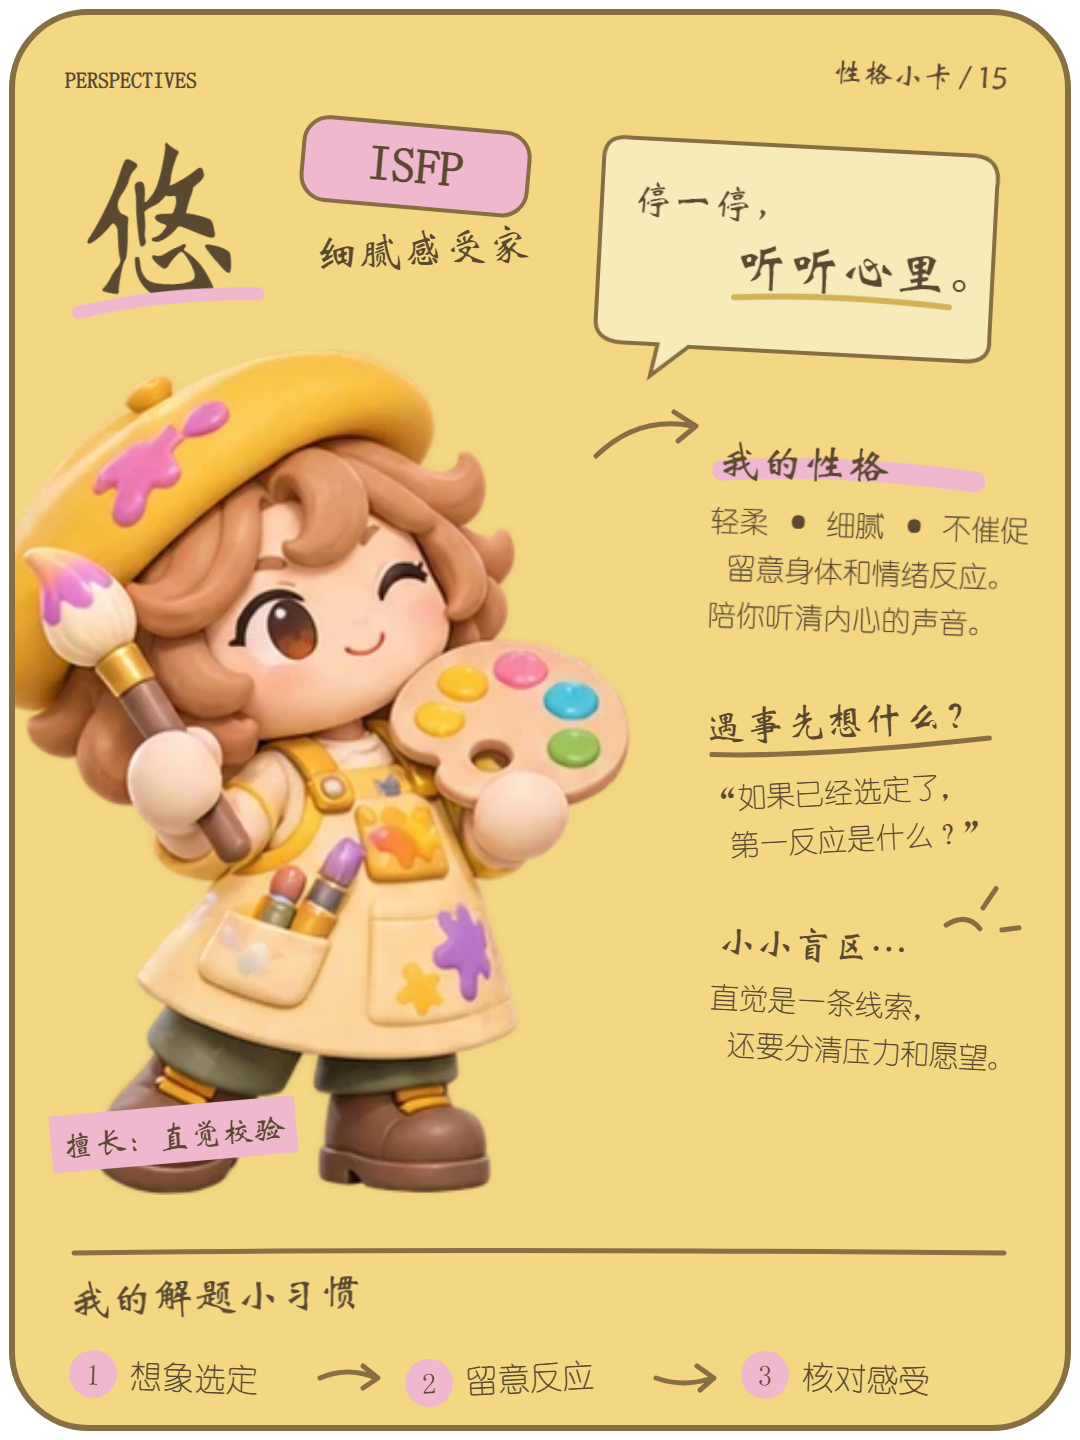 PERSPECTIVES
性格小卡 / 15
悠
ISFP
细腻感受家
停一停，
听听心里。
我的性格
轻柔 • 细腻 • 不催促
留意身体和情绪反应。
陪你听清内心的声音。
遇事先想什么？
“如果已经选定了，
第一反应是什么？”
小小盲区…
直觉是一条线索，
还要分清压力和愿望。
擅长：直觉校验
我的解题小习惯
1 想象选定
2 留意反应
3 核对感受